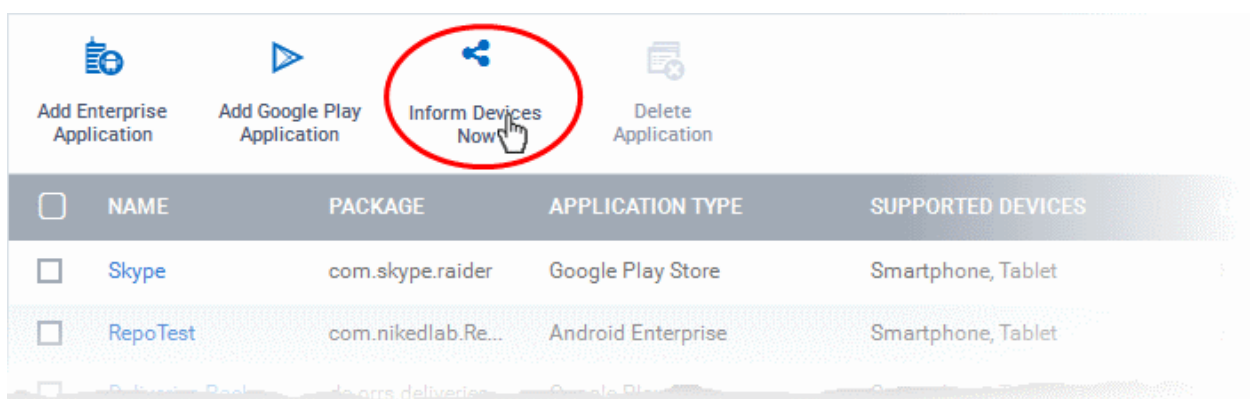 Add Enterprise Application
Add Google Play Application
Inform Devices Now
Delete Application
NAME PACKAGE APPLICATION TYPE SUPPORTED DEVICES
Skype com.skype.raider Google Play Store Smartphone, Tablet
RepoTest com.nikedlab.Re... Android Enterprise Smartphone, Tablet